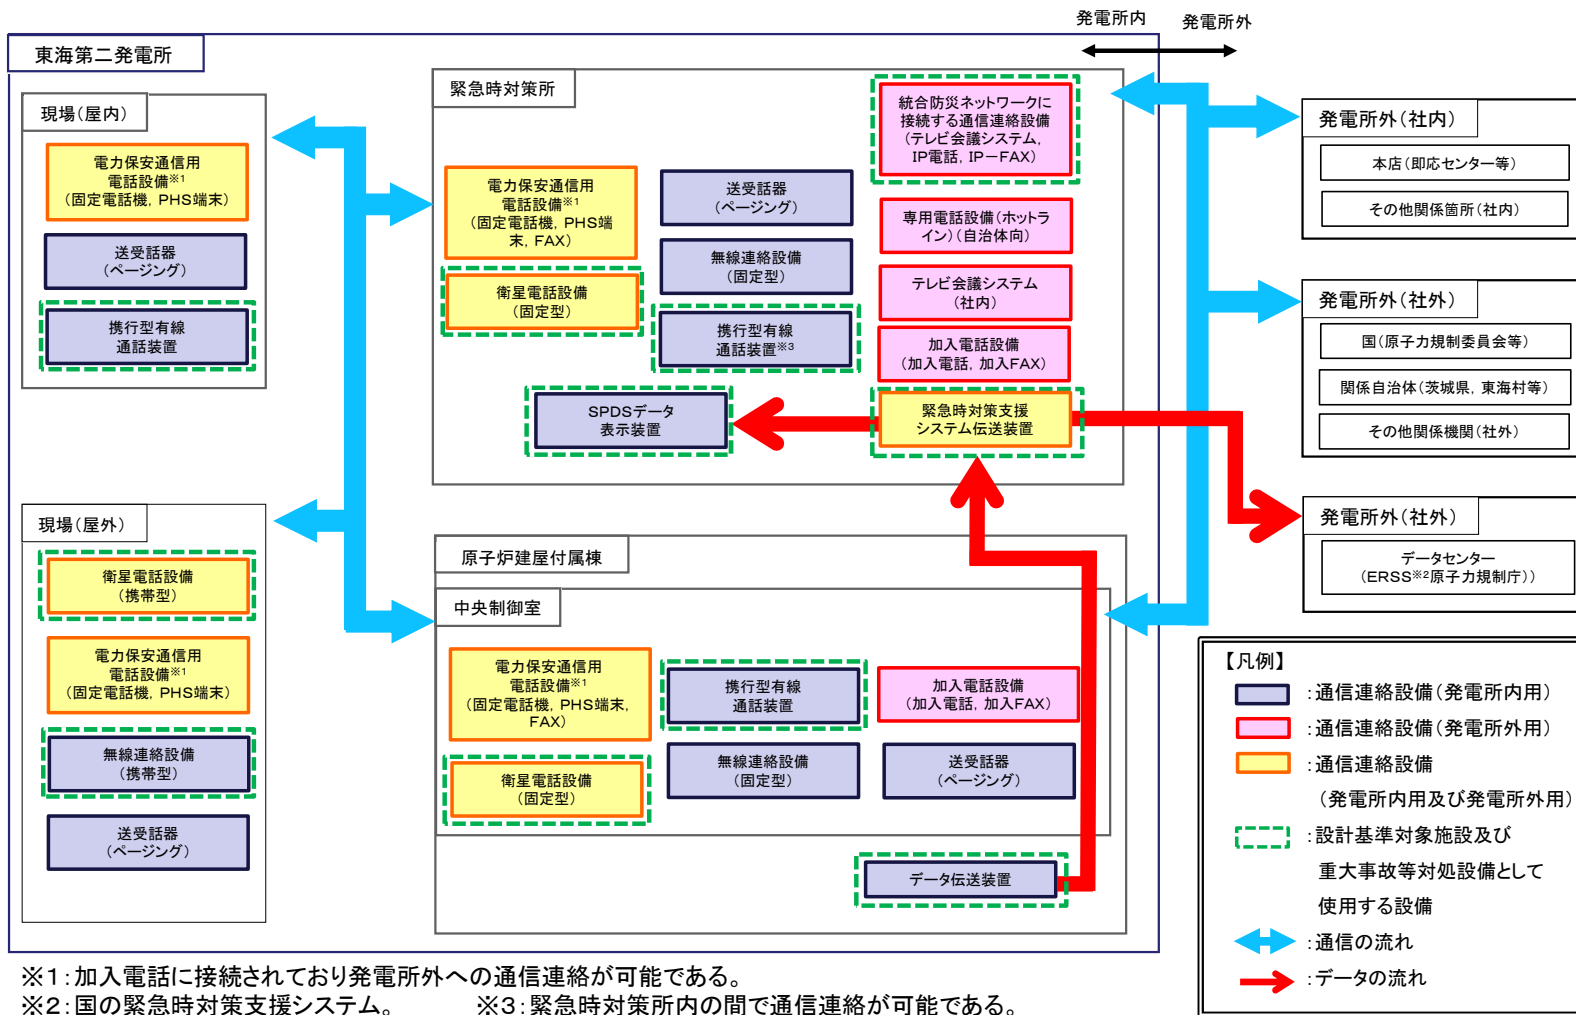 発電所内
発電所外
東海第二発電所
現場(屋内)
電力保安通信用
電話設備※1
(固定電話機, PHS端末)
送受話器
(ページング)
携行型有線
通話装置
現場(屋外)
衛星電話設備
(携帯型)
電力保安通信用
電話設備※1
(固定電話機, PHS端末)
無線連絡設備
(携帯型)
送受話器
(ページング)
緊急時対策所
電力保安通信用
電話設備※1
(固定電話機, PHS端
末, FAX)
衛星電話設備
(固定型)
送受話器
(ページング)
無線連絡設備
(固定型)
携行型有線
通話装置※3
統合防災ネットワークに
接続する通信連絡設備
(テレビ会議システム,
IP電話, IP-FAX)
専用電話設備(ホットラ
イン)(自治体向)
テレビ会議システム
(社内)
加入電話設備
(加入電話, 加入FAX)
SPDSデータ
表示装置
緊急時対策支援
システム伝送装置
原子炉建屋付属棟
中央制御室
電力保安通信用
電話設備※1
(固定電話機, PHS端末,
FAX)
衛星電話設備
(固定型)
携行型有線
通話装置
無線連絡設備
(固定型)
加入電話設備
(加入電話, 加入FAX)
送受話器
(ページング)
データ伝送装置
発電所外(社内)
本店(即応センター等)
その他関係箇所(社内)
発電所外(社外)
国(原子力規制委員会等)
関係自治体(茨城県, 東海村等)
その他関係機関(社外)
発電所外(社外)
データセンター
(ERSS※2原子力規制庁))
【凡例】
:通信連絡設備(発電所内用)
:通信連絡設備(発電所外用)
:通信連絡設備
(発電所内用及び発電所外用)
:設計基準対象施設及び
重大事故等対処設備として
使用する設備
:通信の流れ
:データの流れ
※1:加入電話に接続されており発電所外への通信連絡が可能である。
※2:国の緊急時対策支援システム。 ※3:緊急時対策所内の間で通信連絡が可能である。